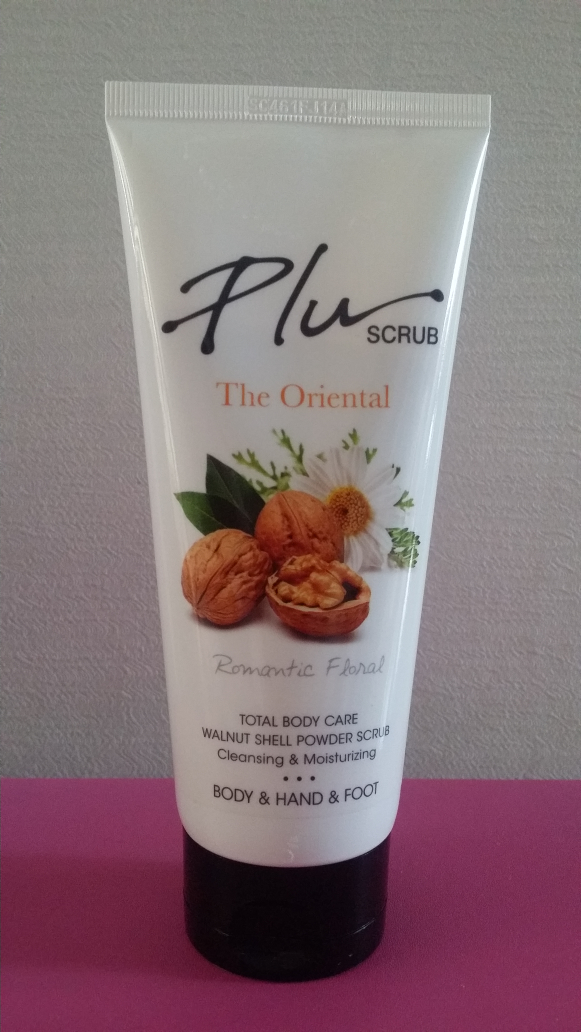 Plu
SCRUB
The Oriental
Romantic Floral
TOTAL BODY CARE
WALNUT SHELL POWDER SCRUB
Cleansing & Moisturizing
BODY & HAND & FOOT